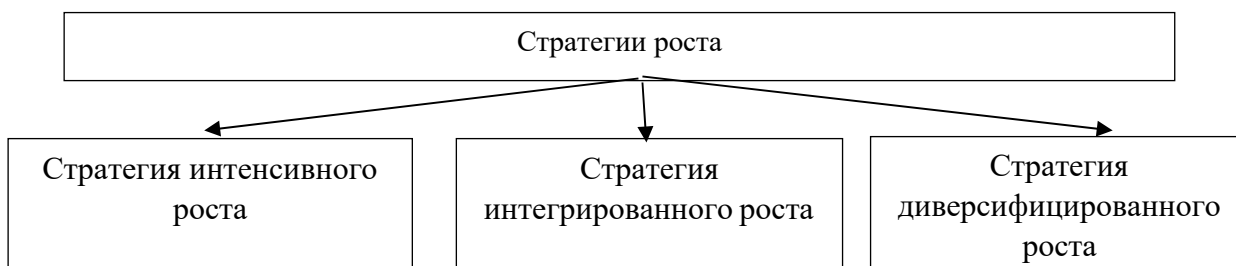 Стратегии роста
Стратегия интенсивного
роста
Стратегия
интегрированного роста
Стратегия
диверсифицированного
роста